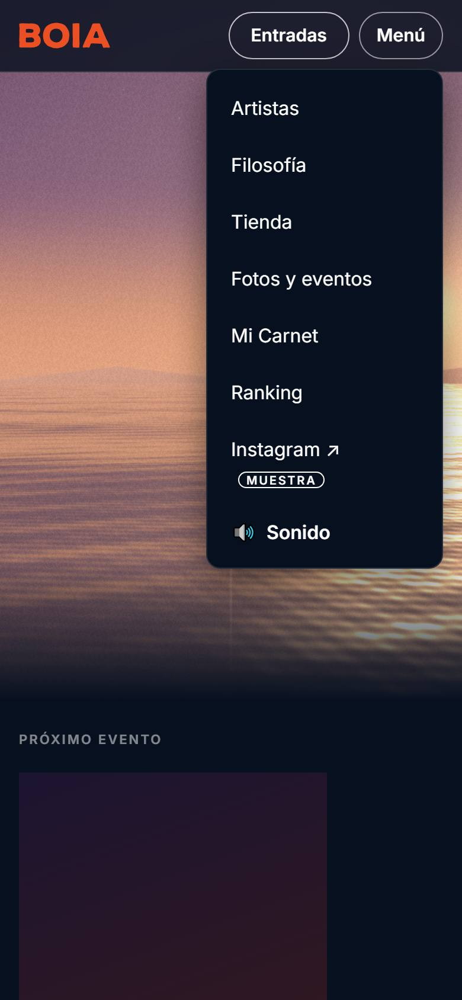 BOIA
Entradas
Menú
Artistas
Filosofía
Tienda
Fotos y eventos
Mi Carnet
Ranking
Instagram ↗
MUESTRA
🔊 Sonido
PRÓXIMO EVENTO